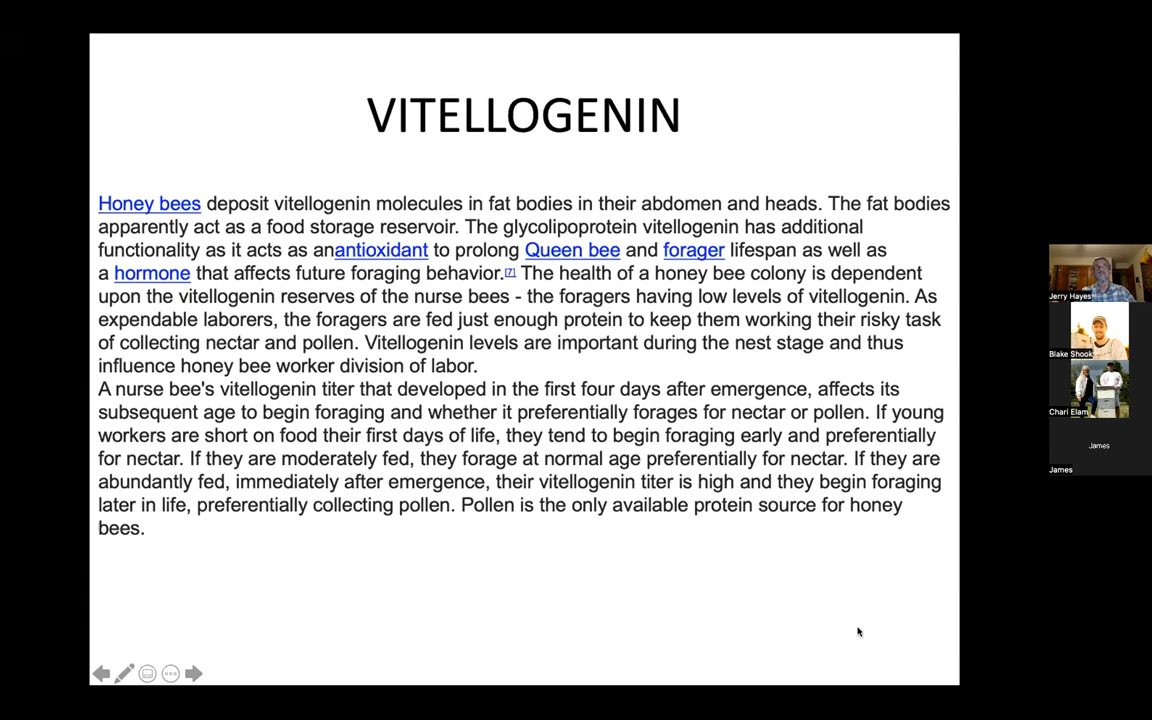 VITELLOGENIN
Honey bees deposit vitellogenin molecules in fat bodies in their abdomen and heads. The fat bodies
apparently act as a food storage reservoir. The glycolipoprotein vitellogenin has additional
functionality as it acts as anantioxidant to prolong Queen bee and forager lifespan as well as
a hormone that affects future foraging behavior.[7] The health of a honey bee colony is dependent
upon the vitellogenin reserves of the nurse bees - the foragers having low levels of vitellogenin. As
expendable laborers, the foragers are fed just enough protein to keep them working their risky task
of collecting nectar and pollen. Vitellogenin levels are important during the nest stage and thus
influence honey bee worker division of labor.
A nurse bee's vitellogenin titer that developed in the first four days after emergence, affects its
subsequent age to begin foraging and whether it preferentially forages for nectar or pollen. If young
workers are short on food their first days of life, they tend to begin foraging early and preferentially
for nectar. If they are moderately fed, they forage at normal age preferentially for nectar. If they are
abundantly fed, immediately after emergence, their vitellogenin titer is high and they begin foraging
later in life, preferentially collecting pollen. Pollen is the only available protein source for honey
bees.
Jerry Hayes
Blake Shook
Chari Elam
James
James